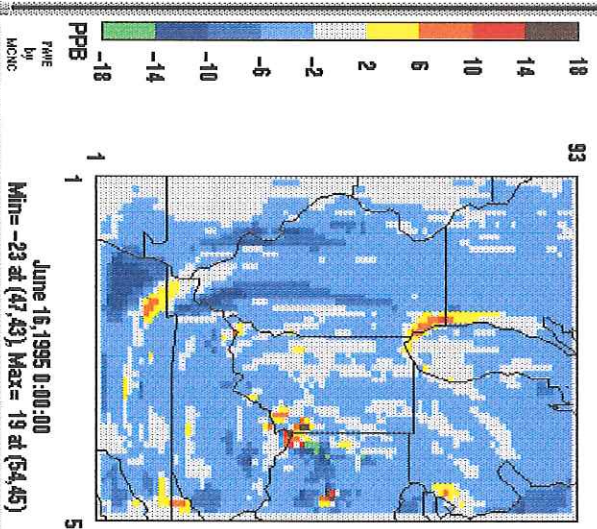 18
14
10
6
2
-2
-6
-10
-14
-18
PPB
PAVE
by
MCNC
93
1
1
5
June 16,1995 0:00:00
Min= -23 at (47,43), Max= 19 at (54,45)